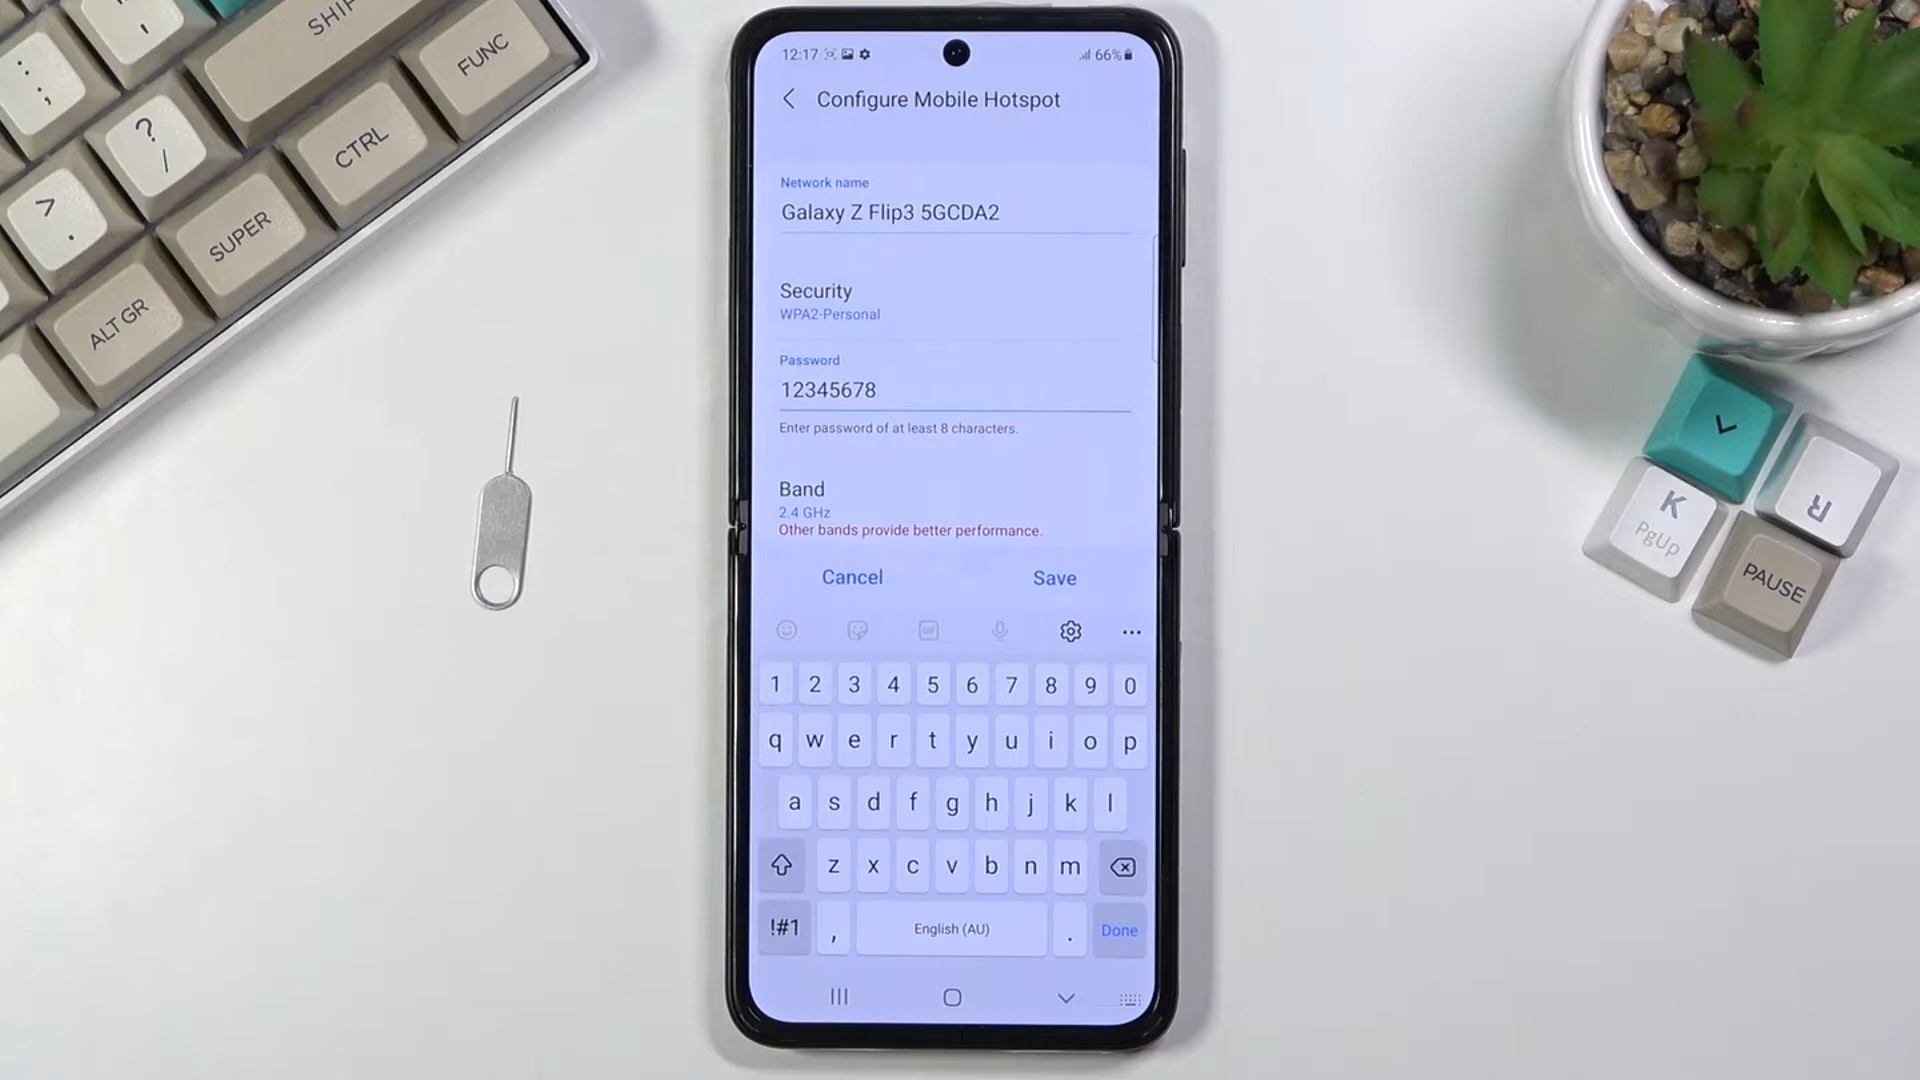 12:17
66%
Configure Mobile Hotspot
Network name
Galaxy Z Flip3 5GCDA2
Security
WPA2-Personal
Password
12345678
Enter password of at least 8 characters.
Band
2.4 GHz
Other bands provide better performance.
Cancel Save
GIF
1 2 3 4 5 6 7 8 9 0
q w e r t y u i o p
a s d f g h j k l
z x c v b n m
!#1 , English (AU) . Done
SHIF
FUNC
? /
CTRL
> .
SUPER
ALT GR
: ;
R
K
PgUp
PAUSE